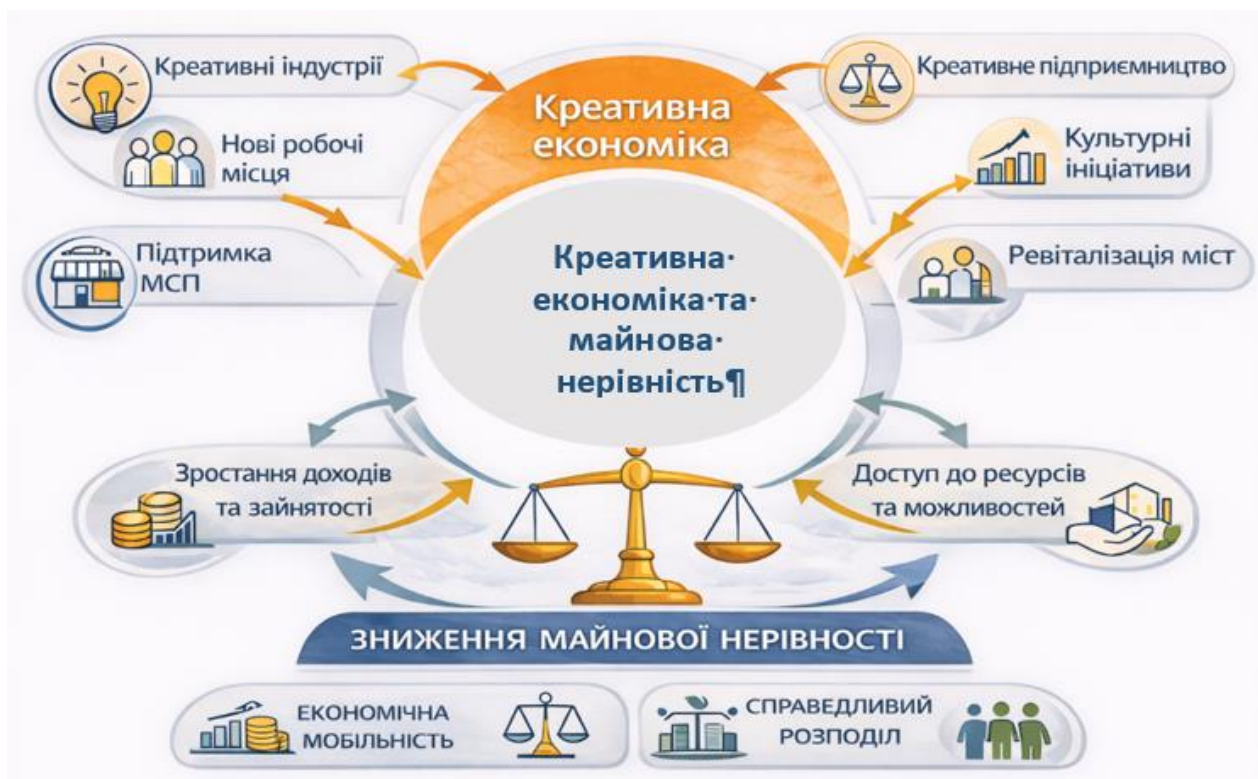 Креативні індустрії
Нові робочі
місця
Підтримка
МСП
Креативна
економіка
Креативне підприємництво
Культурні
ініціативи
Ревіталізація міст
Креативна·
економіка·та·
майнова·
нерівність¶
Зростання доходів
та зайнятості
Доступ до ресурсів
та можливостей
ЗНИЖЕННЯ МАЙНОВОЇ НЕРІВНОСТІ
ЕКОНОМІЧНА
МОБІЛЬНІСТЬ
СПРАВЕДЛИВИЙ
РОЗПОДІЛ